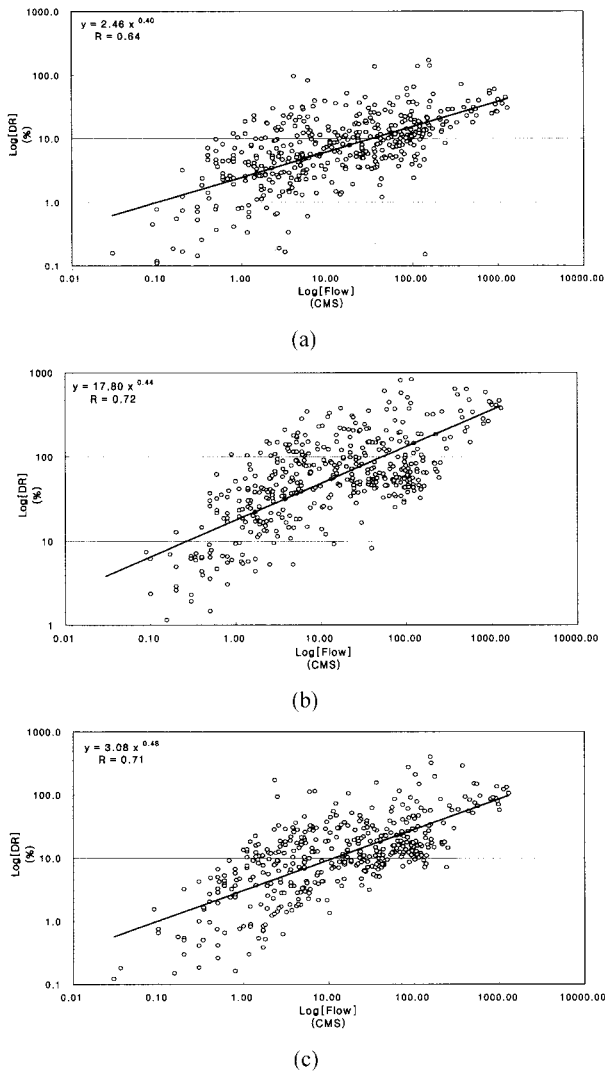 y = 2.46 x 0.40
R = 0.64
1000.0
100.0
10.0
1.0
0.1
Log[DR]
(%)
0.01 0.10 1.00 10.00 100.00 1000.00 10000.00
Log[Flow]
(CMS)
(a)
y = 17.80 x 0.44
R = 0.72
1000
100
10
1
Log[DR]
(%)
0.01 0.10 1.00 10.00 100.00 1000.00 10000.00
Log[Flow]
(CMS)
(b)
y = 3.08 x 0.48
R = 0.71
1000.0
100.0
10.0
1.0
0.1
Log[DR]
(%)
0.01 0.10 1.00 10.00 100.00 1000.00 10000.00
Log[Flow]
(CMS)
(c)